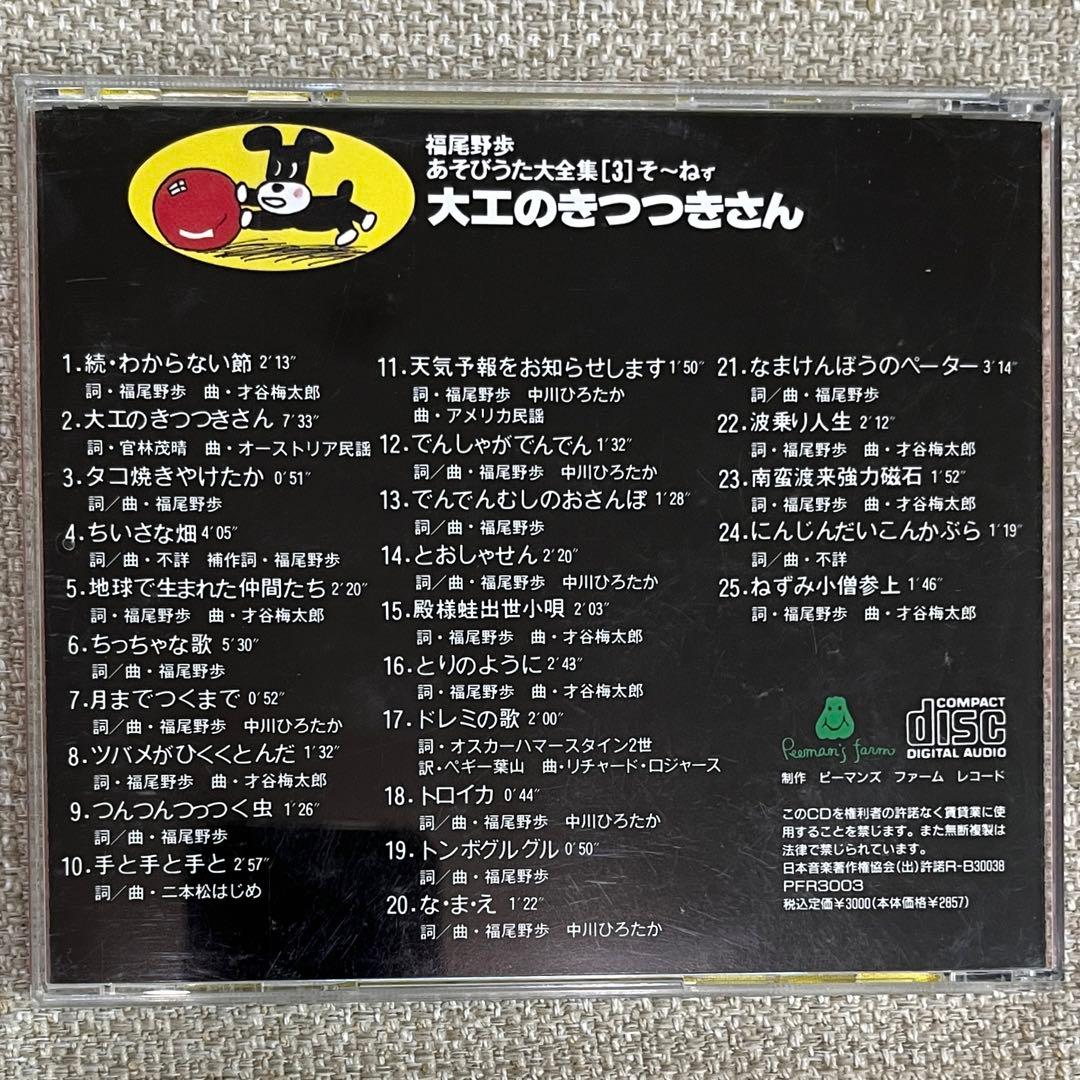 福尾野歩
あそびうた大全集[3]そ〜ねず
大工のきつつきさん
1.続・わからない節 2′13″
詞・福尾野歩 曲・才谷梅太郎
2.大工のきつつきさん 7′33″
詞・官林茂晴 曲・オーストリア民謡
3.タコ焼きやけたか 0′51″
詞／曲・福尾野歩
4.ちいさな畑 4′05″
詞／曲・不詳 補作詞・福尾野歩
5.地球で生まれた仲間たち 2′20″
詞・福尾野歩 曲・才谷梅太郎
6.ちっちゃな歌 5′30″
詞／曲・福尾野歩
7.月までつくまで 0′52″
詞／曲・福尾野歩 中川ひろたか
8.ツバメがひくくとんだ 1′32″
詞・福尾野歩 曲・才谷梅太郎
9.つんつんつっつく虫 1′26″
詞／曲・福尾野歩
10.手と手と手と 2′57″
詞／曲・二本松はじめ
11.天気予報をお知らせします 1′50″
詞・福尾野歩 中川ひろたか
曲・アメリカ民謡
12.でんしゃがでんでん 1′32″
詞／曲・福尾野歩 中川ひろたか
13.でんでんむしのおさんぽ 1′28″
詞／曲・福尾野歩
14.とおしゃせん 2′20″
詞／曲・福尾野歩 中川ひろたか
15.殿様蛙出世小唄 2′03″
詞・福尾野歩 曲・才谷梅太郎
16.とりのように 2′43″
詞・福尾野歩 曲・才谷梅太郎
17.ドレミの歌 2′00″
詞・オスカーハマースタイン2世
訳・ペギー葉山 曲・リチャード・ロジャース
18.トロイカ 0′44″
詞／曲・福尾野歩 中川ひろたか
19.トンボグルグル 0′50″
詞／曲・福尾野歩
20.な・ま・え 1′22″
詞／曲・福尾野歩 中川ひろたか
21.なまけんぼうのペーター 3′14″
詞／曲・福尾野歩
22.波乗り人生 2′12″
詞・福尾野歩 曲・才谷梅太郎
23.南蛮渡来強力磁石 1′52″
詞・福尾野歩 曲・才谷梅太郎
24.にんじんだいこんかぶら 1′19″
詞／曲・不詳
25.ねずみ小僧参上 1′46″
詞・福尾野歩 曲・才谷梅太郎
Peeman's farm
COMPACT
disc
DIGITAL AUDIO
制作 ピーマンズ ファーム レコード
このCDを権利者の許諾なく賃貸業に使
用することを禁じます。また無断複製は
法律で禁じられています。
日本音楽著作権協会(出)許諾R-B30038
PFR3003
税込定価¥3000(本体価格¥2857)